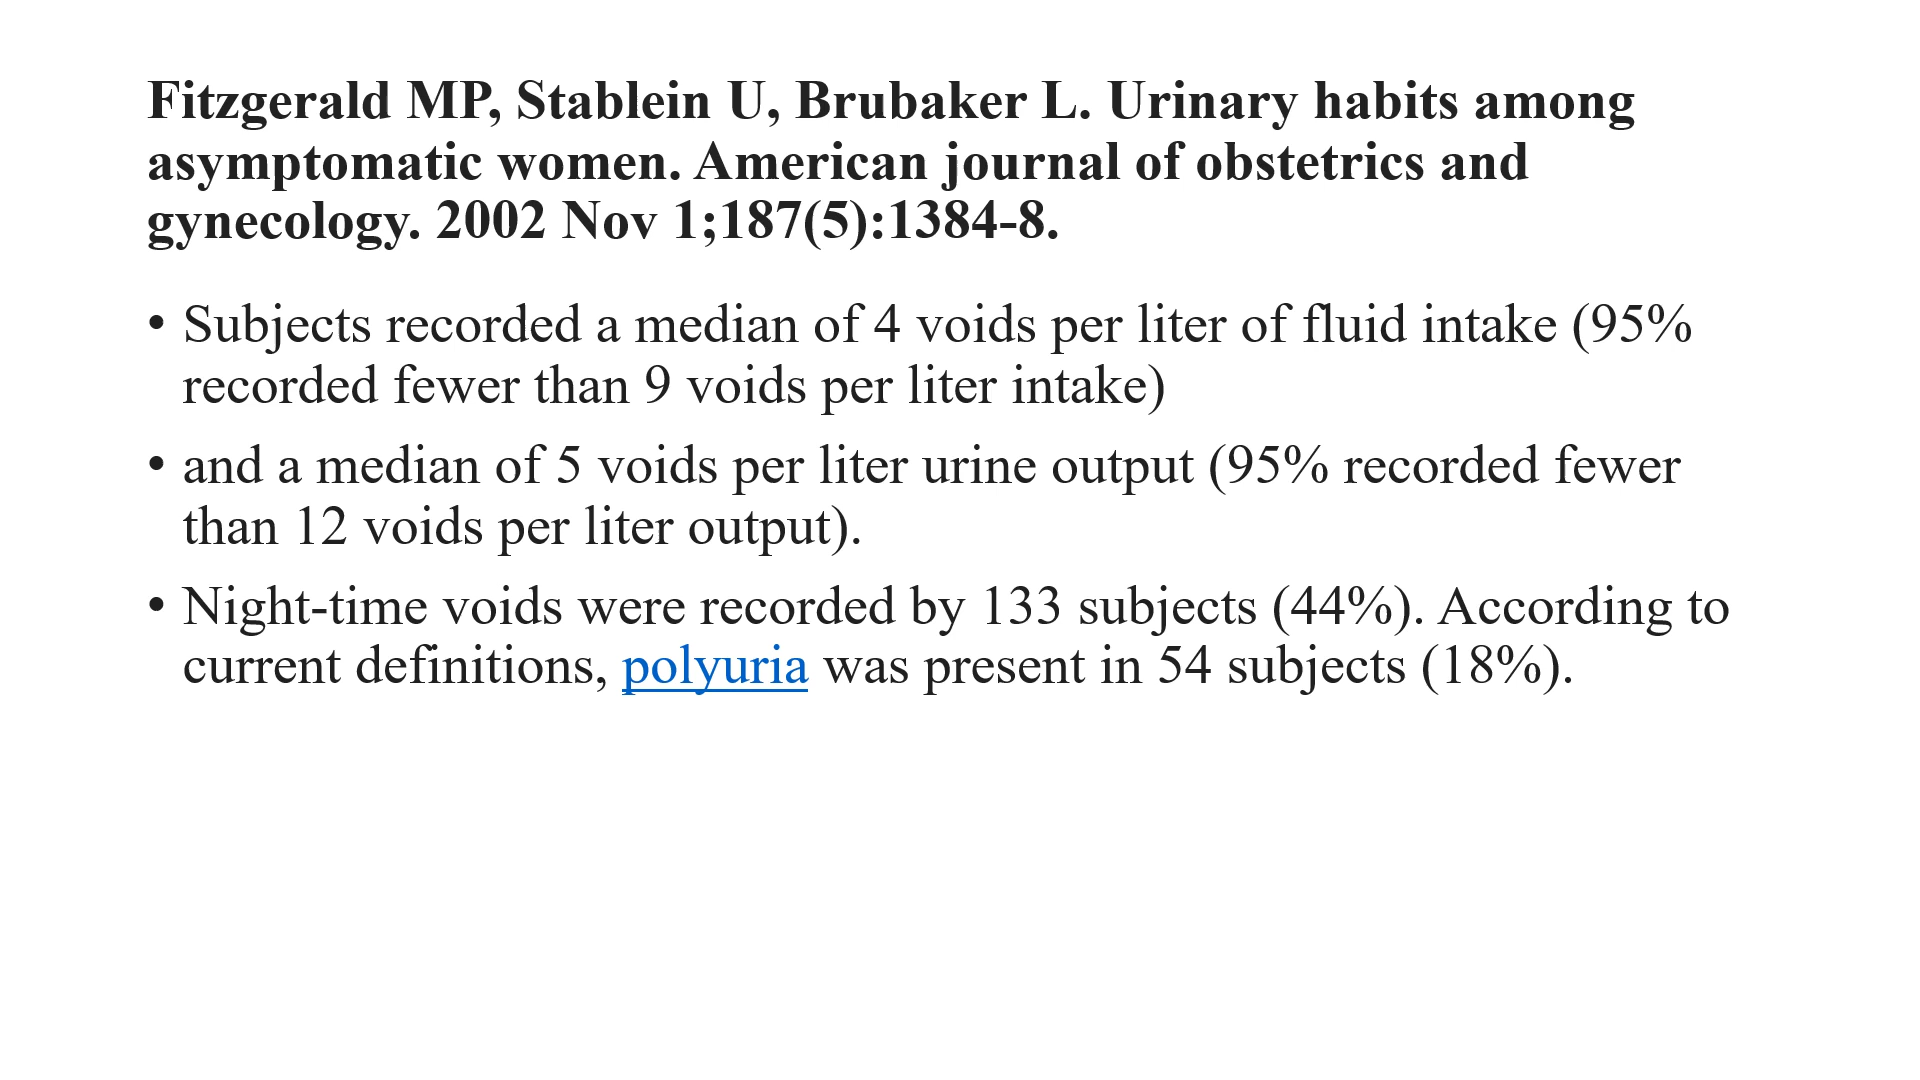 Fitzgerald MP, Stablein U, Brubaker L. Urinary habits among
asymptomatic women. American journal of obstetrics and
gynecology. 2002 Nov 1;187(5):1384-8.
• Subjects recorded a median of 4 voids per liter of fluid intake (95%
recorded fewer than 9 voids per liter intake)
• and a median of 5 voids per liter urine output (95% recorded fewer
than 12 voids per liter output).
• Night-time voids were recorded by 133 subjects (44%). According to
current definitions, polyuria was present in 54 subjects (18%).